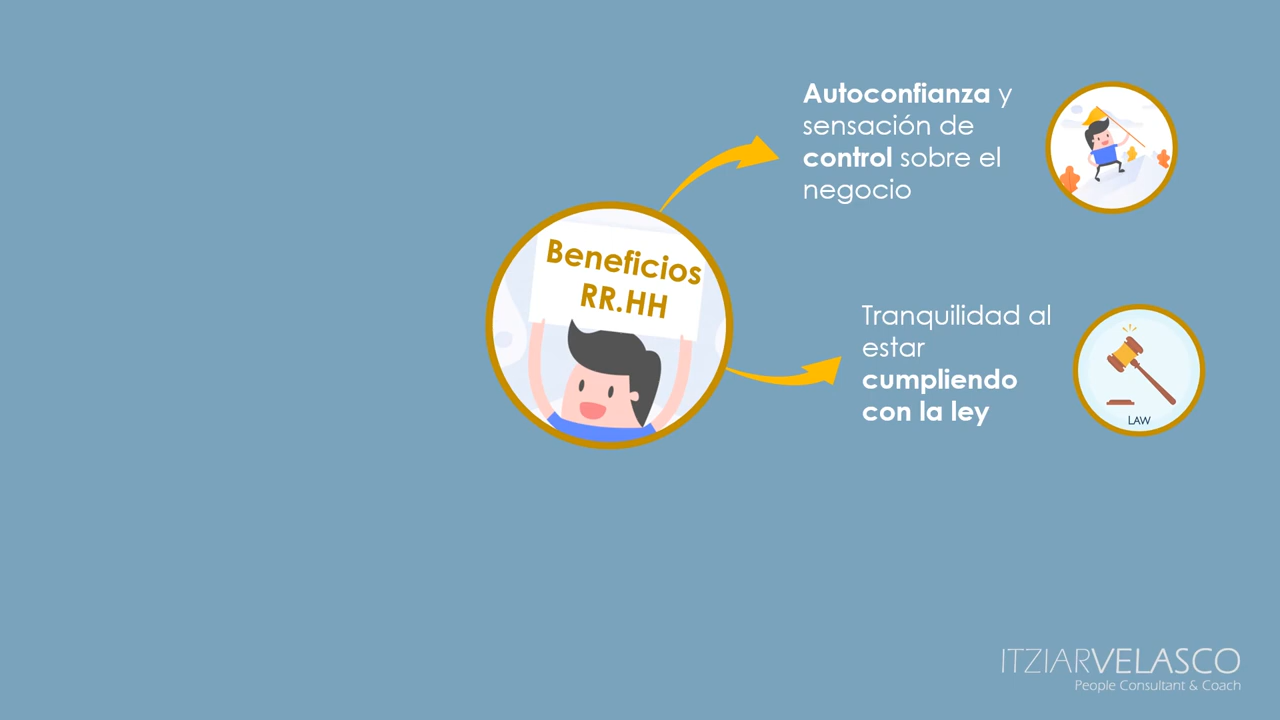 Autoconfianza y
sensación de
control sobre el
negocio
Beneficios
RR.HH
Tranquilidad al
estar
cumpliendo
con la ley
LAW
ITZIARVELASCO
People Consultant & Coach